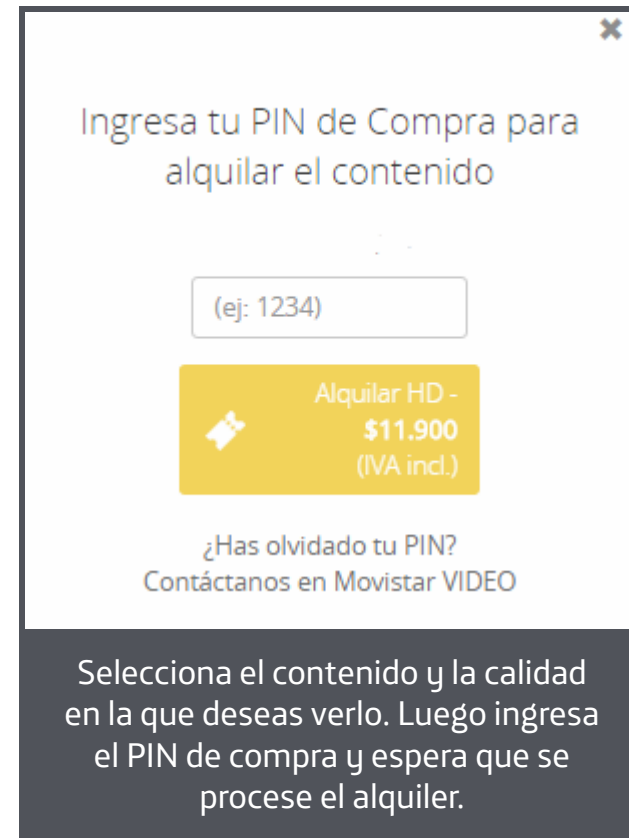 Ingresa tu PIN de Compra para
alquilar el contenido
(ej: 1234)
Alquilar HD -
$11.900
(IVA incl.)
¿Has olvidado tu PIN?
Contáctanos en Movistar VIDEO
Selecciona el contenido y la calidad
en la que deseas verlo. Luego ingresa
el PIN de compra y espera que se
procese el alquiler.